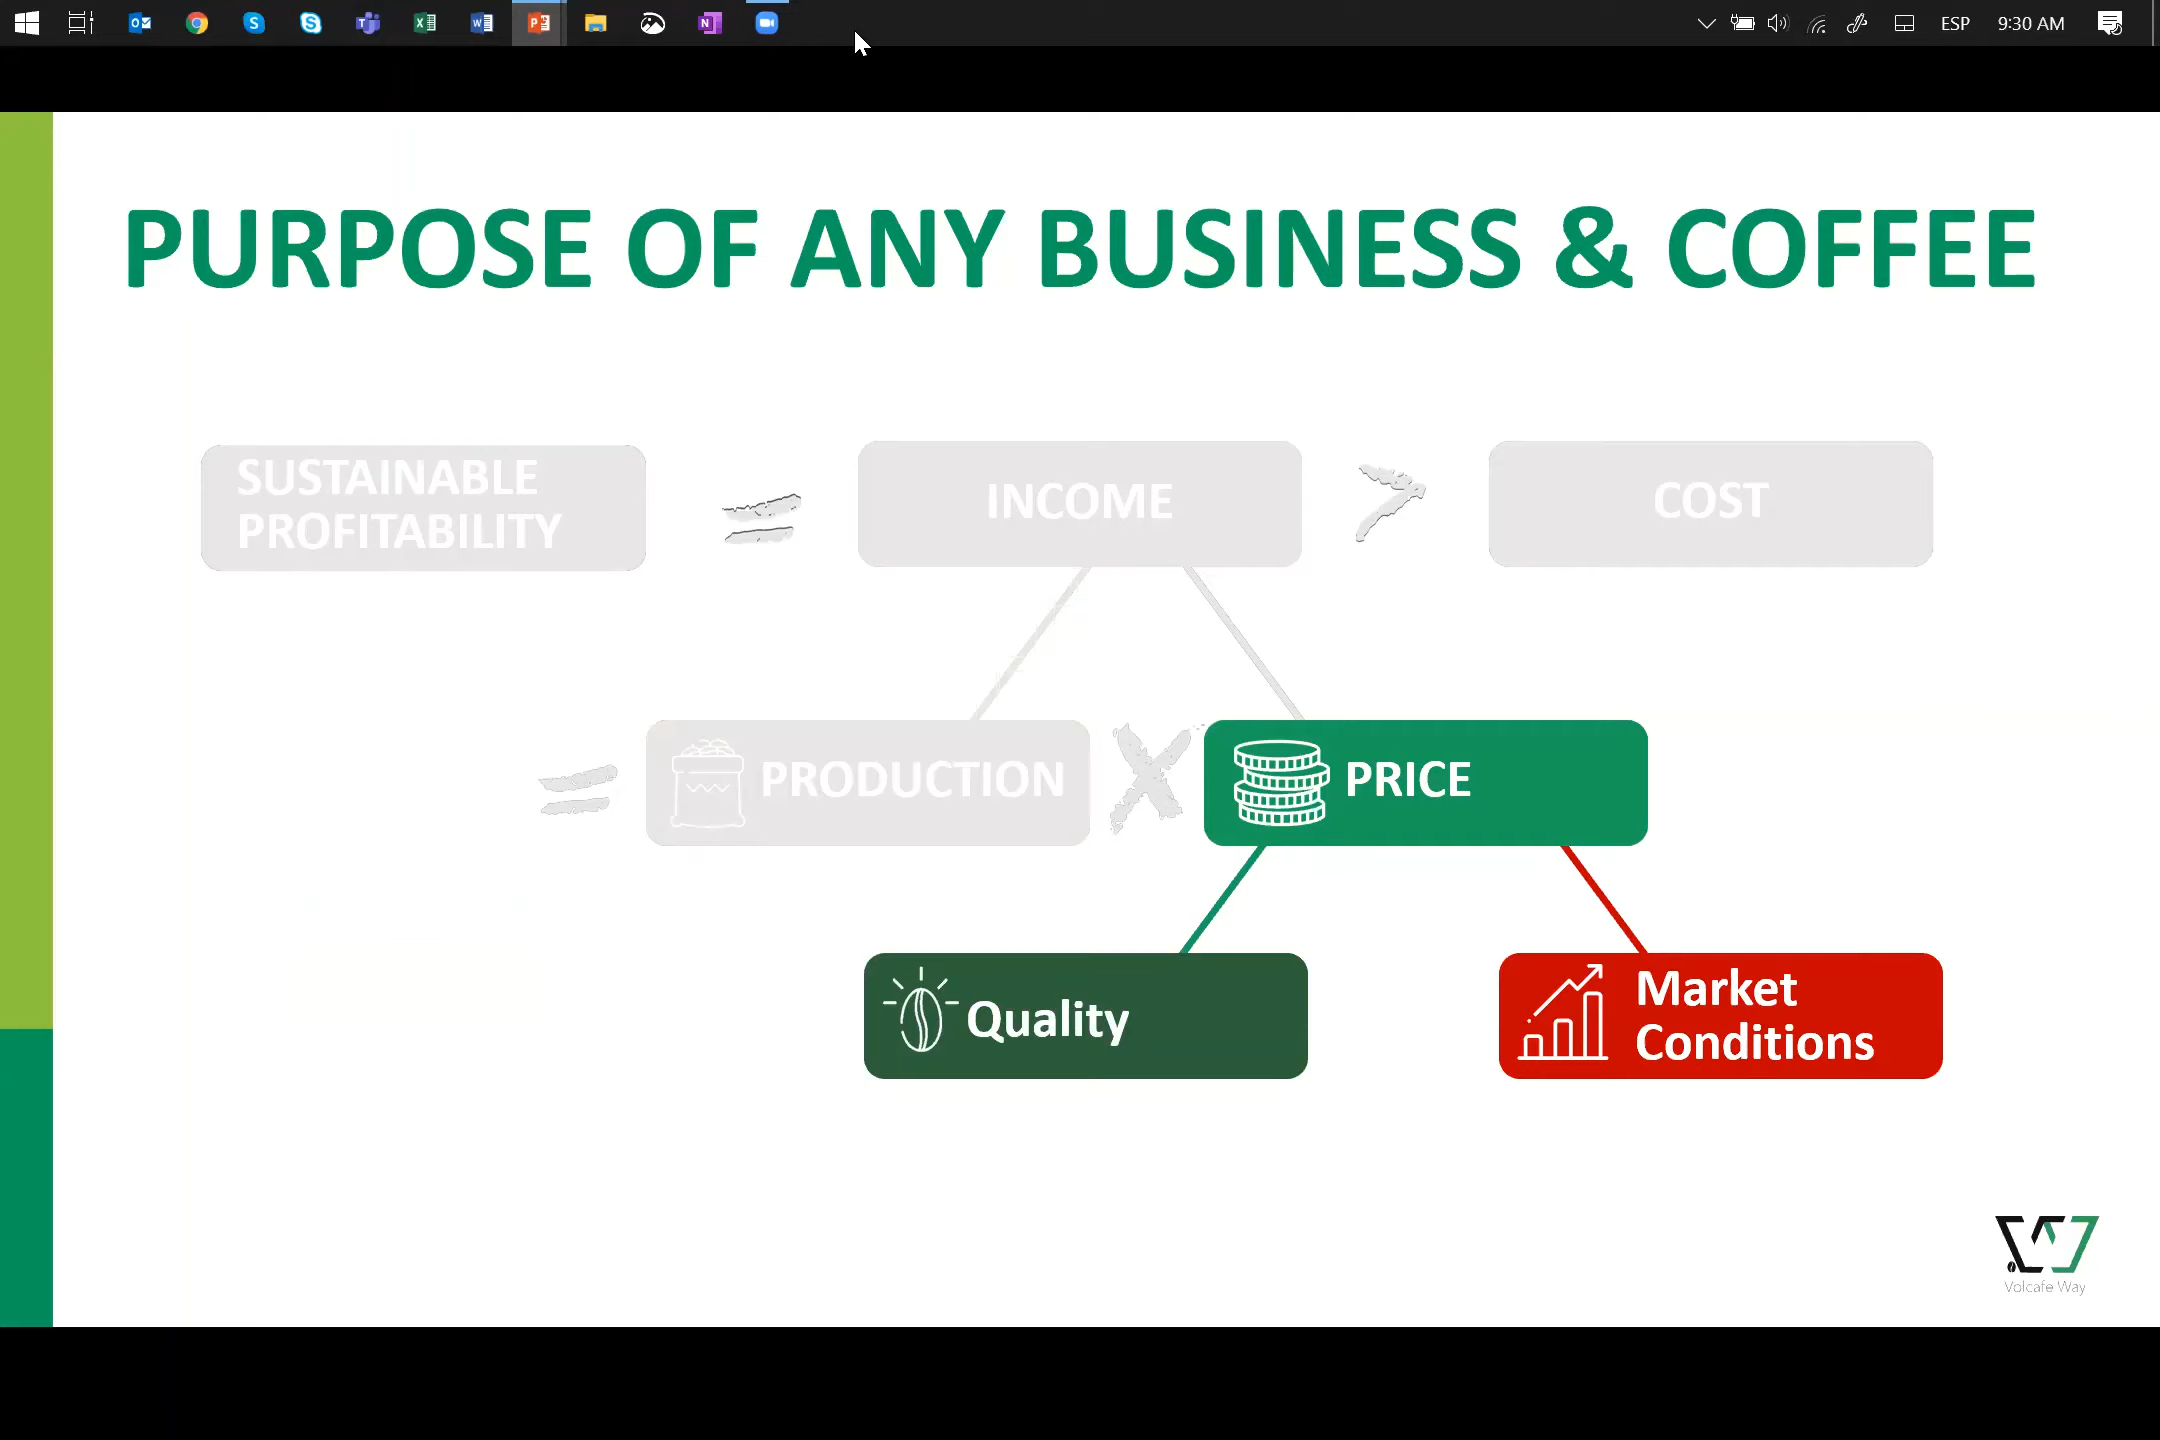 ESP 9:30 AM
PURPOSE OF ANY BUSINESS & COFFEE
SUSTAINABLE
PROFITABILITY
=
INCOME
>
COST
=
PRODUCTION
X
PRICE
Quality
Market
Conditions
Volcafe Way